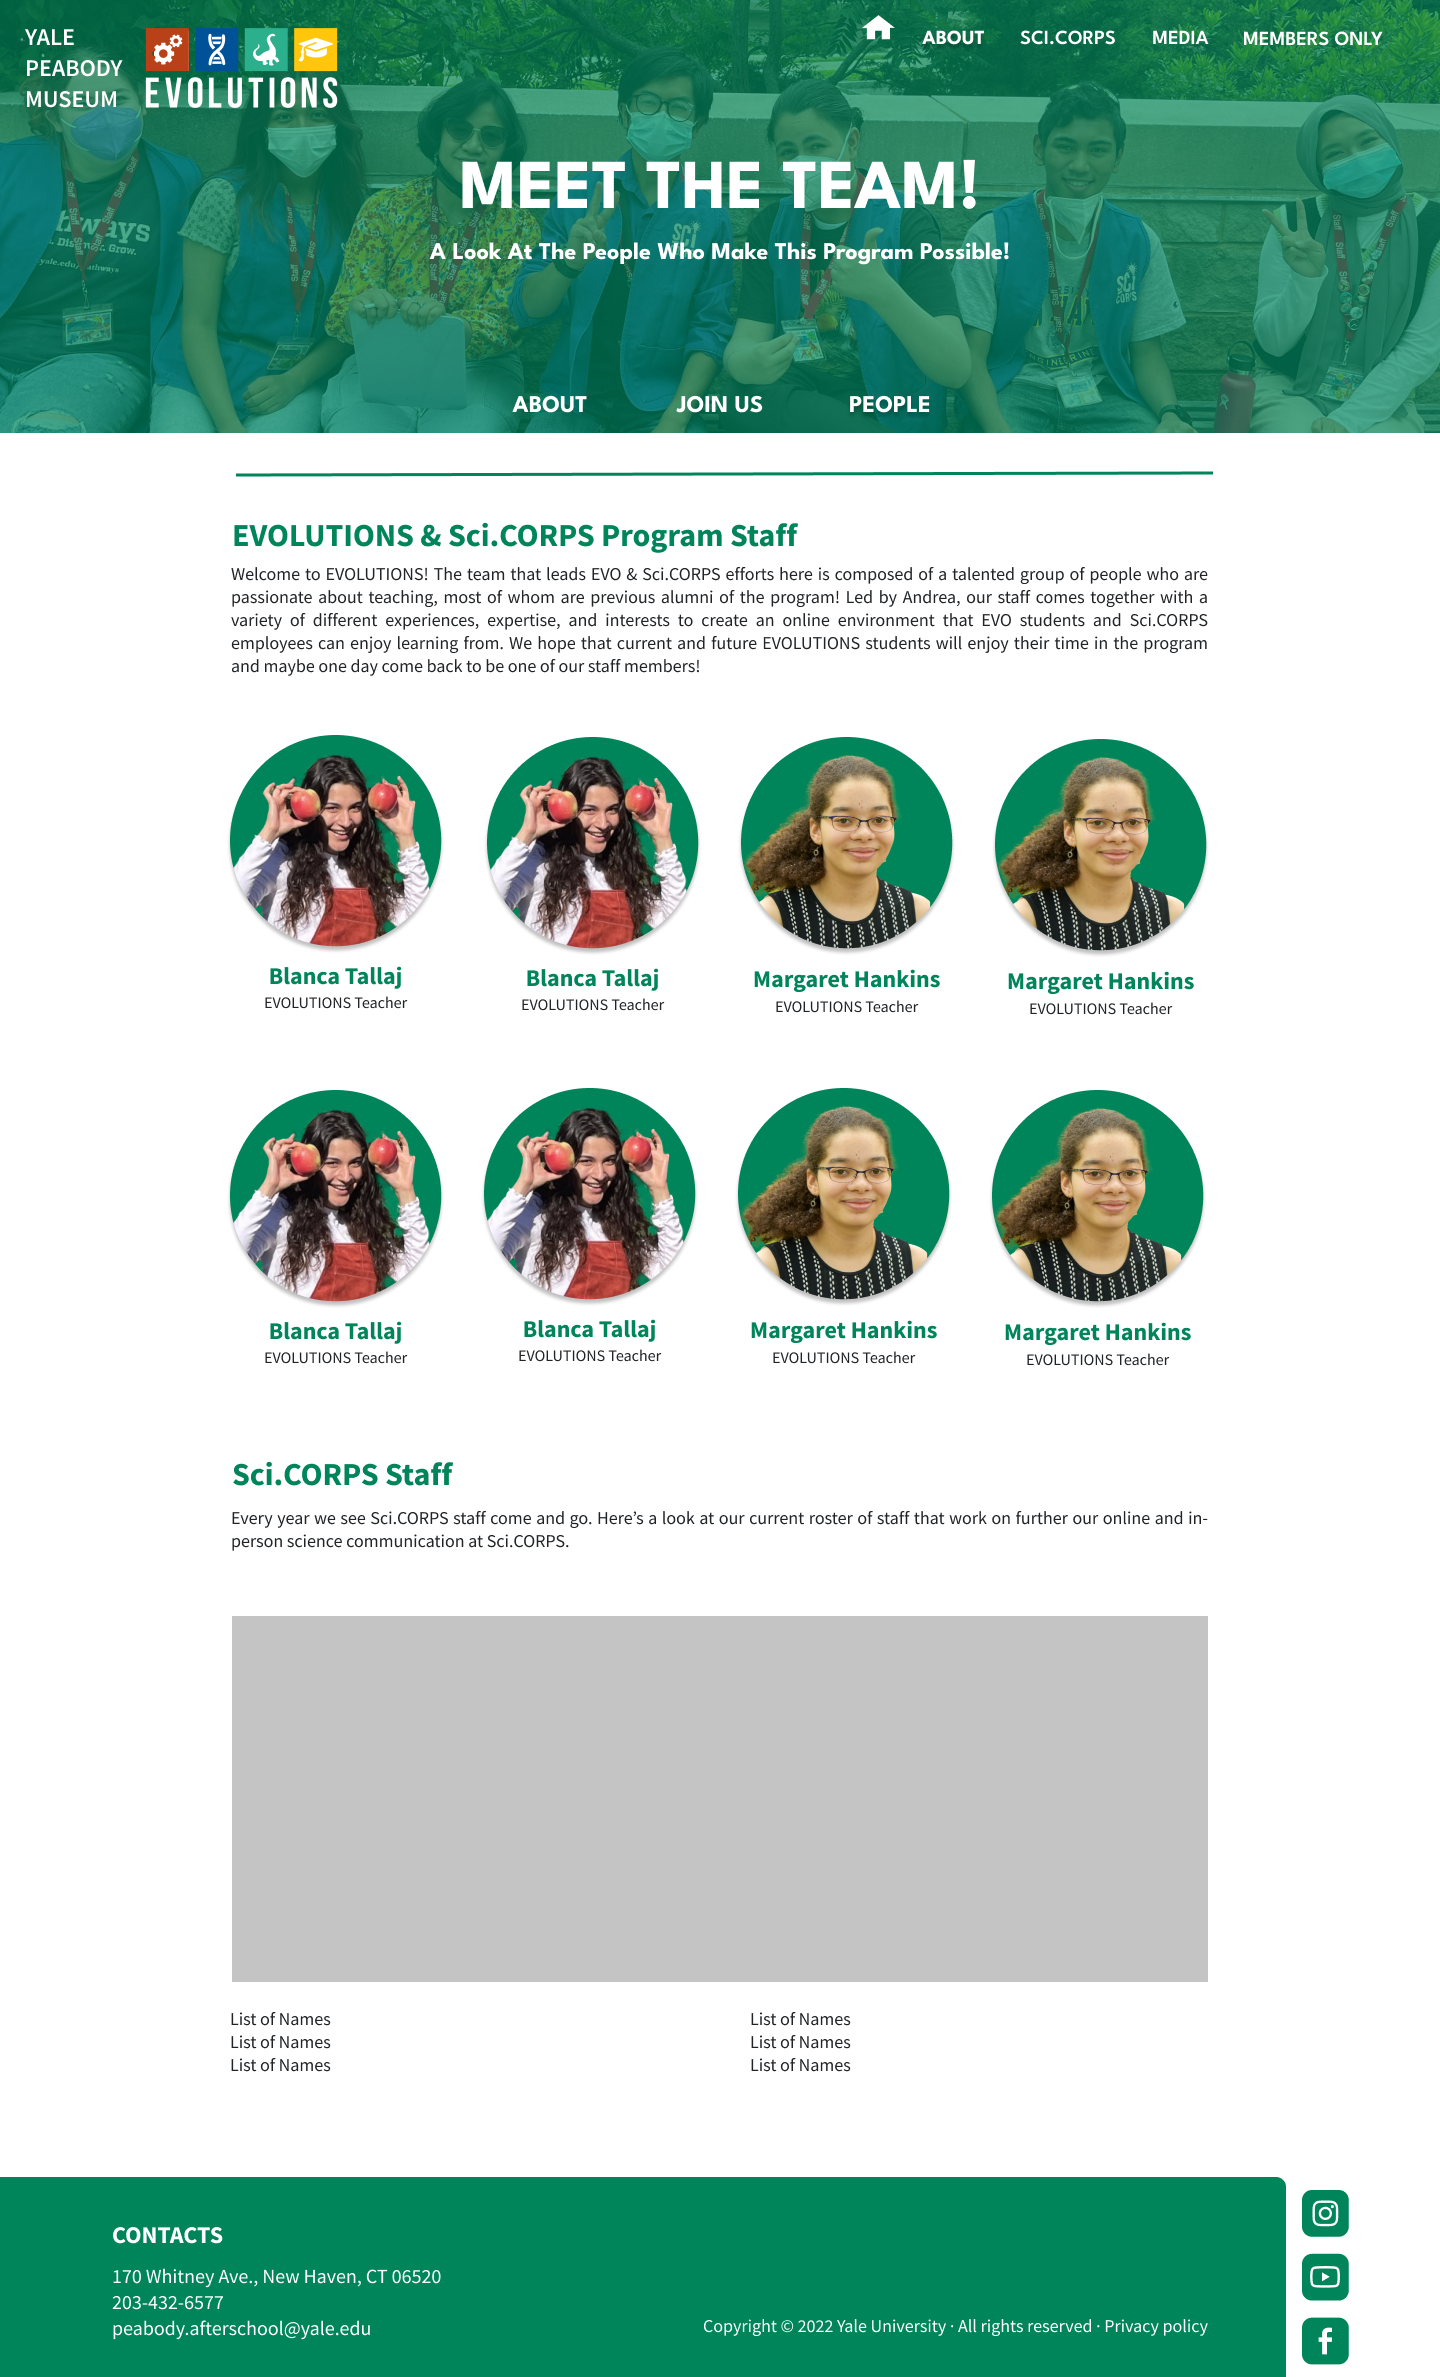 YALE
PEABODY
MUSEUM
EVOLUTIONS
ABOUT SCI.CORPS MEDIA MEMBERS ONLY
MEET THE TEAM!
A Look At The People Who Make This Program Possible!
ABOUT JOIN US PEOPLE
EVOLUTIONS & Sci.CORPS Program Staff
Welcome to EVOLUTIONS! The team that leads EVO & Sci.CORPS efforts here is composed of a talented group of people who are
passionate about teaching, most of whom are previous alumni of the program! Led by Andrea, our staff comes together with a
variety of different experiences, expertise, and interests to create an online environment that EVO students and Sci.CORPS
employees can enjoy learning from. We hope that current and future EVOLUTIONS students will enjoy their time in the program
and maybe one day come back to be one of our staff members!
Blanca Tallaj Blanca Tallaj Margaret Hankins Margaret Hankins
EVOLUTIONS Teacher EVOLUTIONS Teacher EVOLUTIONS Teacher EVOLUTIONS Teacher
Blanca Tallaj Blanca Tallaj Margaret Hankins Margaret Hankins
EVOLUTIONS Teacher EVOLUTIONS Teacher EVOLUTIONS Teacher EVOLUTIONS Teacher
Sci.CORPS Staff
Every year we see Sci.CORPS staff come and go. Here’s a look at our current roster of staff that work on further our online and in-
person science communication at Sci.CORPS.
List of Names List of Names
List of Names List of Names
List of Names List of Names
CONTACTS
170 Whitney Ave., New Haven, CT 06520
203-432-6577
peabody.afterschool@yale.edu
Copyright © 2022 Yale University · All rights reserved · Privacy policy